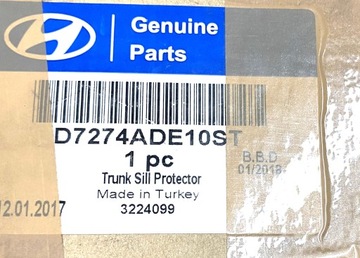 Genuine
Parts
D7274ADE10ST
1 pc
B.B.D
Trunk Sill Protector
01/2018
Made in Turkey
12.01.2017
3224099